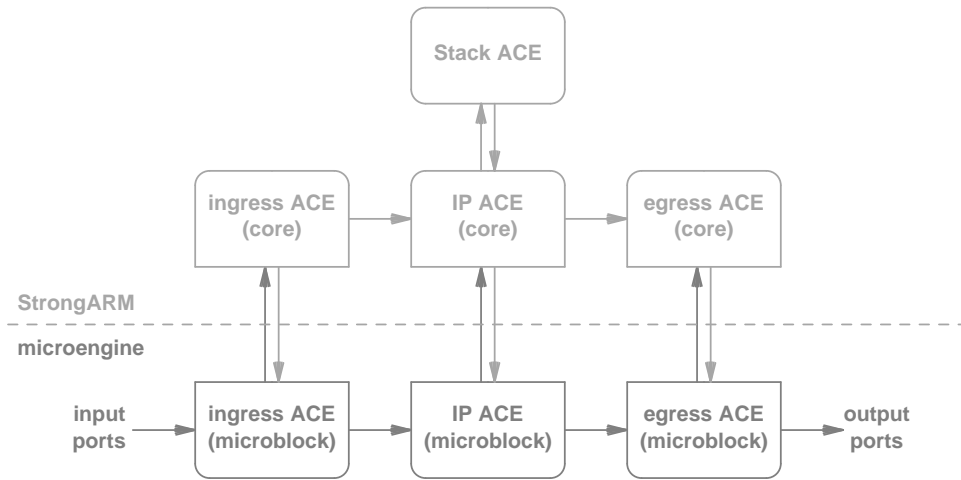 Stack ACE
ingress ACE
(core)
IP ACE
(core)
egress ACE
(core)
StrongARM
microengine
input
ports
ingress ACE
(microblock)
IP ACE
(microblock)
egress ACE
(microblock)
output
ports